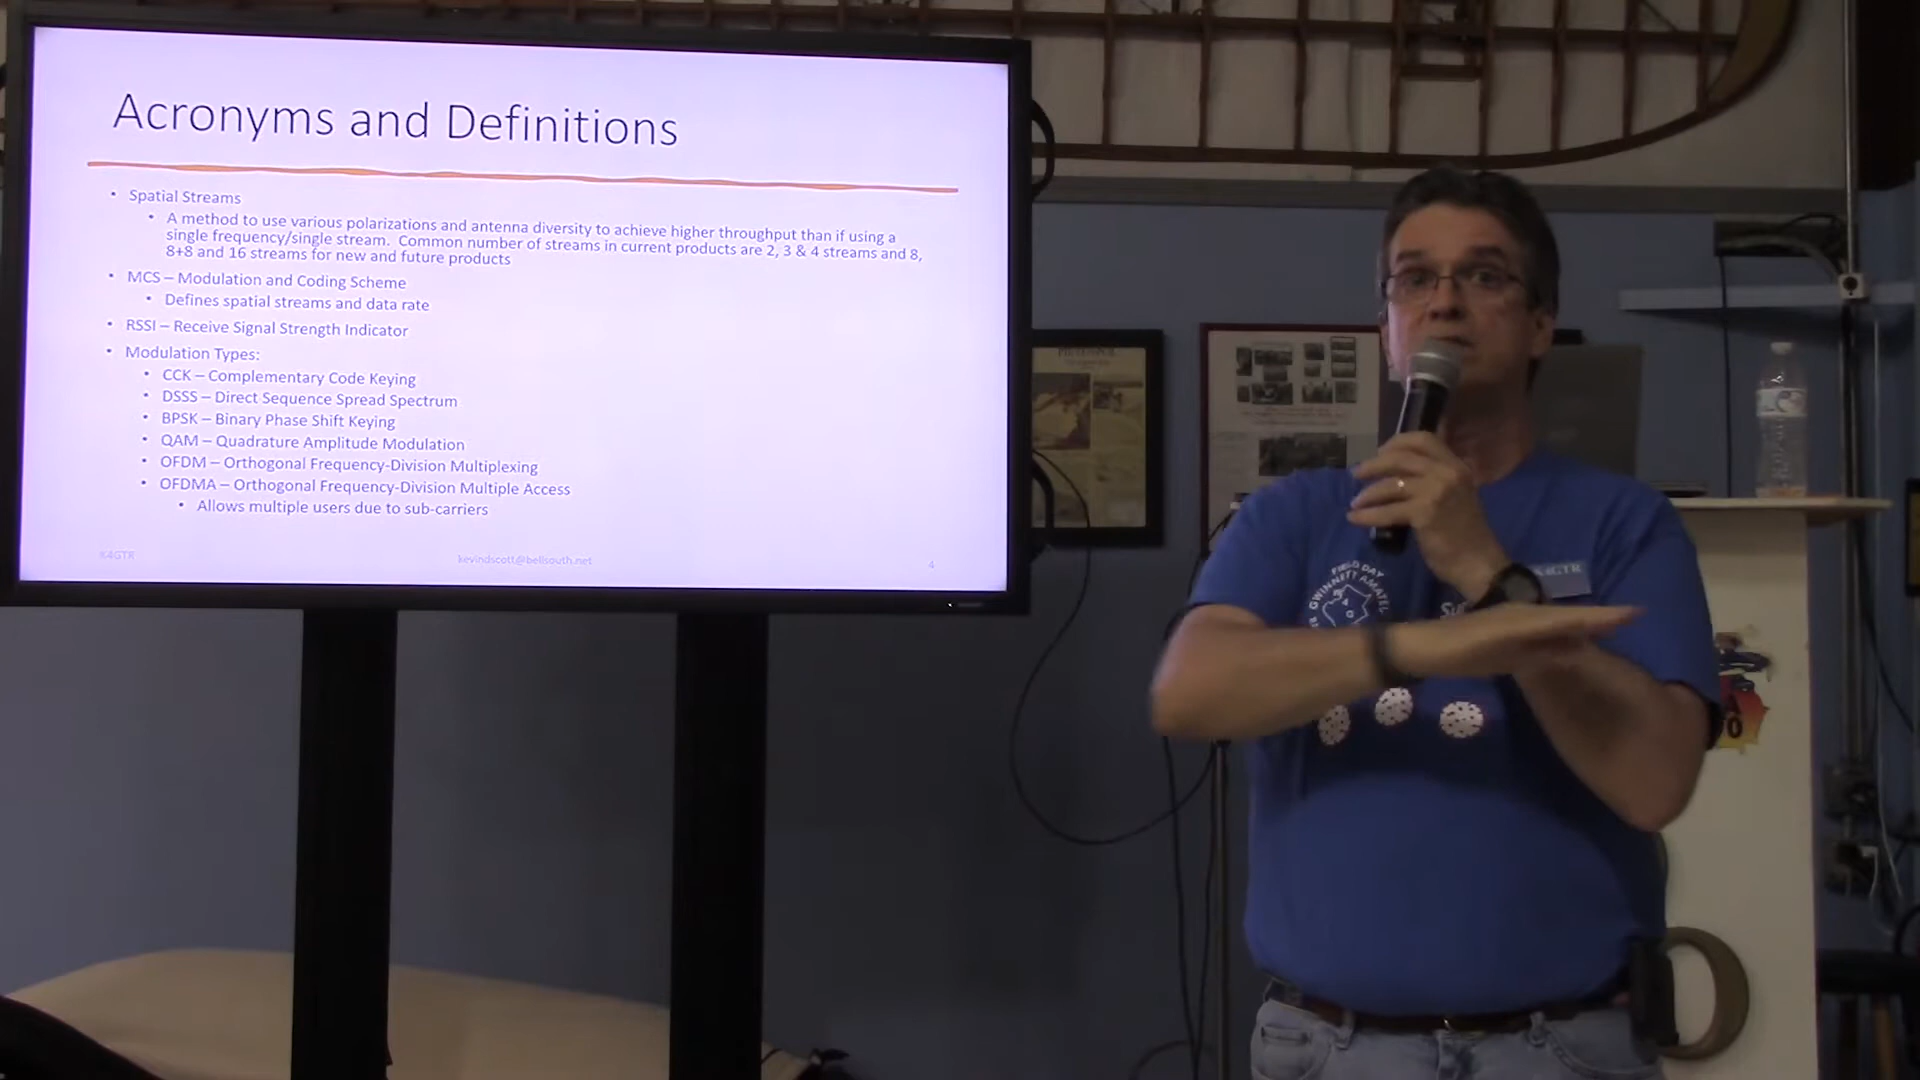 Acronyms and Definitions
• Spatial Streams
• A method to use various polarizations and antenna diversity to achieve higher throughput than if using a
single frequency/single stream. Common number of streams in current products are 2, 3 & 4 streams and 8,
8+8 and 16 streams for new and future products
• MCS – Modulation and Coding Scheme
• Defines spatial streams and data rate
• RSSI – Receive Signal Strength Indicator
• Modulation Types:
• CCK – Complementary Code Keying
• DSSS – Direct Sequence Spread Spectrum
• BPSK – Binary Phase Shift Keying
• QAM – Quadrature Amplitude Modulation
• OFDM – Orthogonal Frequency-Division Multiplexing
• OFDMA – Orthogonal Frequency-Division Multiple Access
• Allows multiple users due to sub-carriers
K4GTR
kevindscott@bellsouth.net
4
FIELD DAY
GWINNETT AMATEU
K4GTR